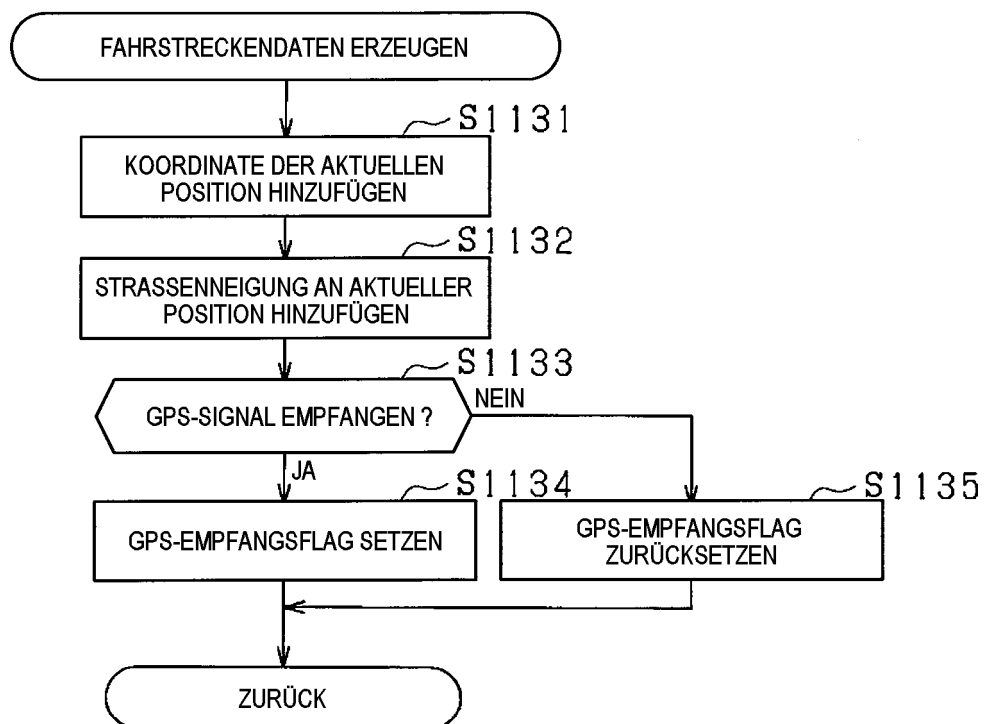 FAHRSTRECKENDATEN ERZEUGEN
S1131
KOORDINATE DER AKTUELLEN
POSITION HINZUFÜGEN
S1132
STRASSENNEIGUNG AN AKTUELLER
POSITION HINZUFÜGEN
S1133
GPS-SIGNAL EMPFANGEN ?
NEIN
JA
S1134
GPS-EMPFANGSFLAG SETZEN
S1135
GPS-EMPFANGSFLAG
ZURÜCKSETZEN
ZURÜCK